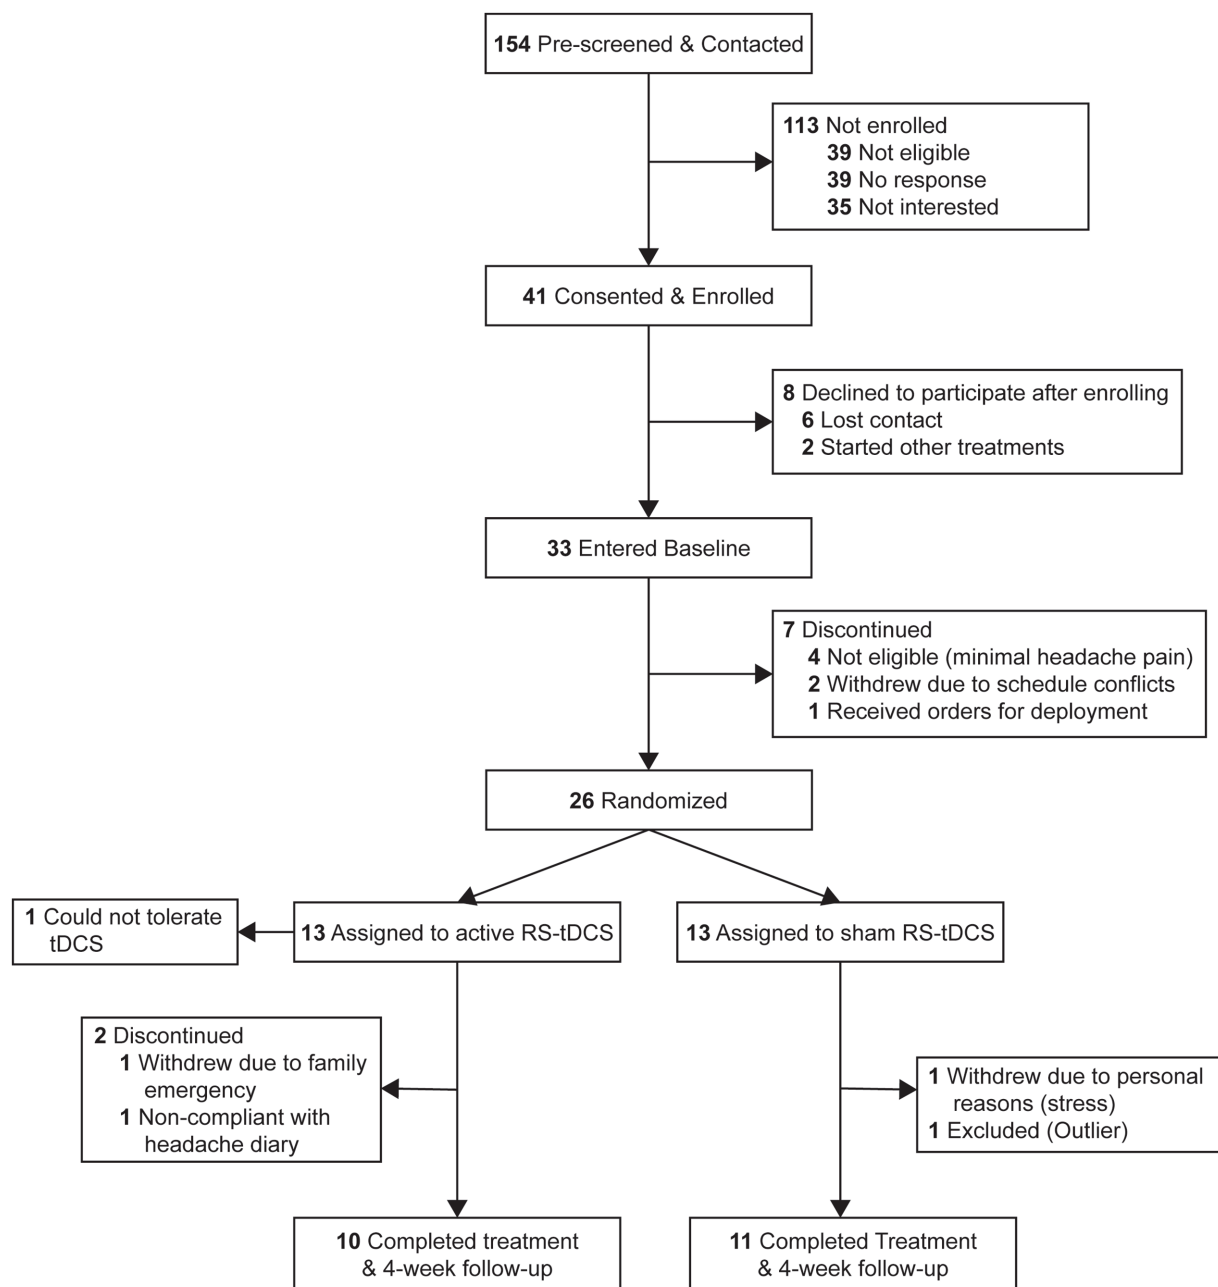 154 Pre-screened & Contacted
113 Not enrolled
39 Not eligible
39 No response
35 Not interested
41 Consented & Enrolled
8 Declined to participate after enrolling
6 Lost contact
2 Started other treatments
33 Entered Baseline
7 Discontinued
4 Not eligible (minimal headache pain)
2 Withdrew due to schedule conflicts
1 Received orders for deployment
26 Randomized
1 Could not tolerate
tDCS
13 Assigned to active RS-tDCS
13 Assigned to sham RS-tDCS
2 Discontinued
1 Withdrew due to family
emergency
1 Non-compliant with
headache diary
1 Withdrew due to personal
reasons (stress)
1 Excluded (Outlier)
10 Completed treatment
& 4-week follow-up
11 Completed Treatment
& 4-week follow-up